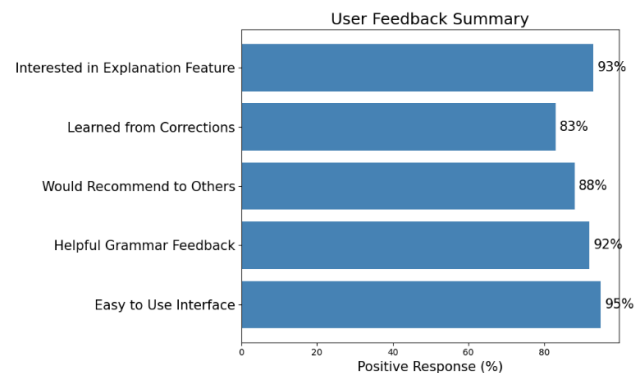 User Feedback Summary
Interested in Explanation Feature
93%
Learned from Corrections
83%
Would Recommend to Others
88%
Helpful Grammar Feedback
92%
Easy to Use Interface
95%
0 20 40 60 80
Positive Response (%)